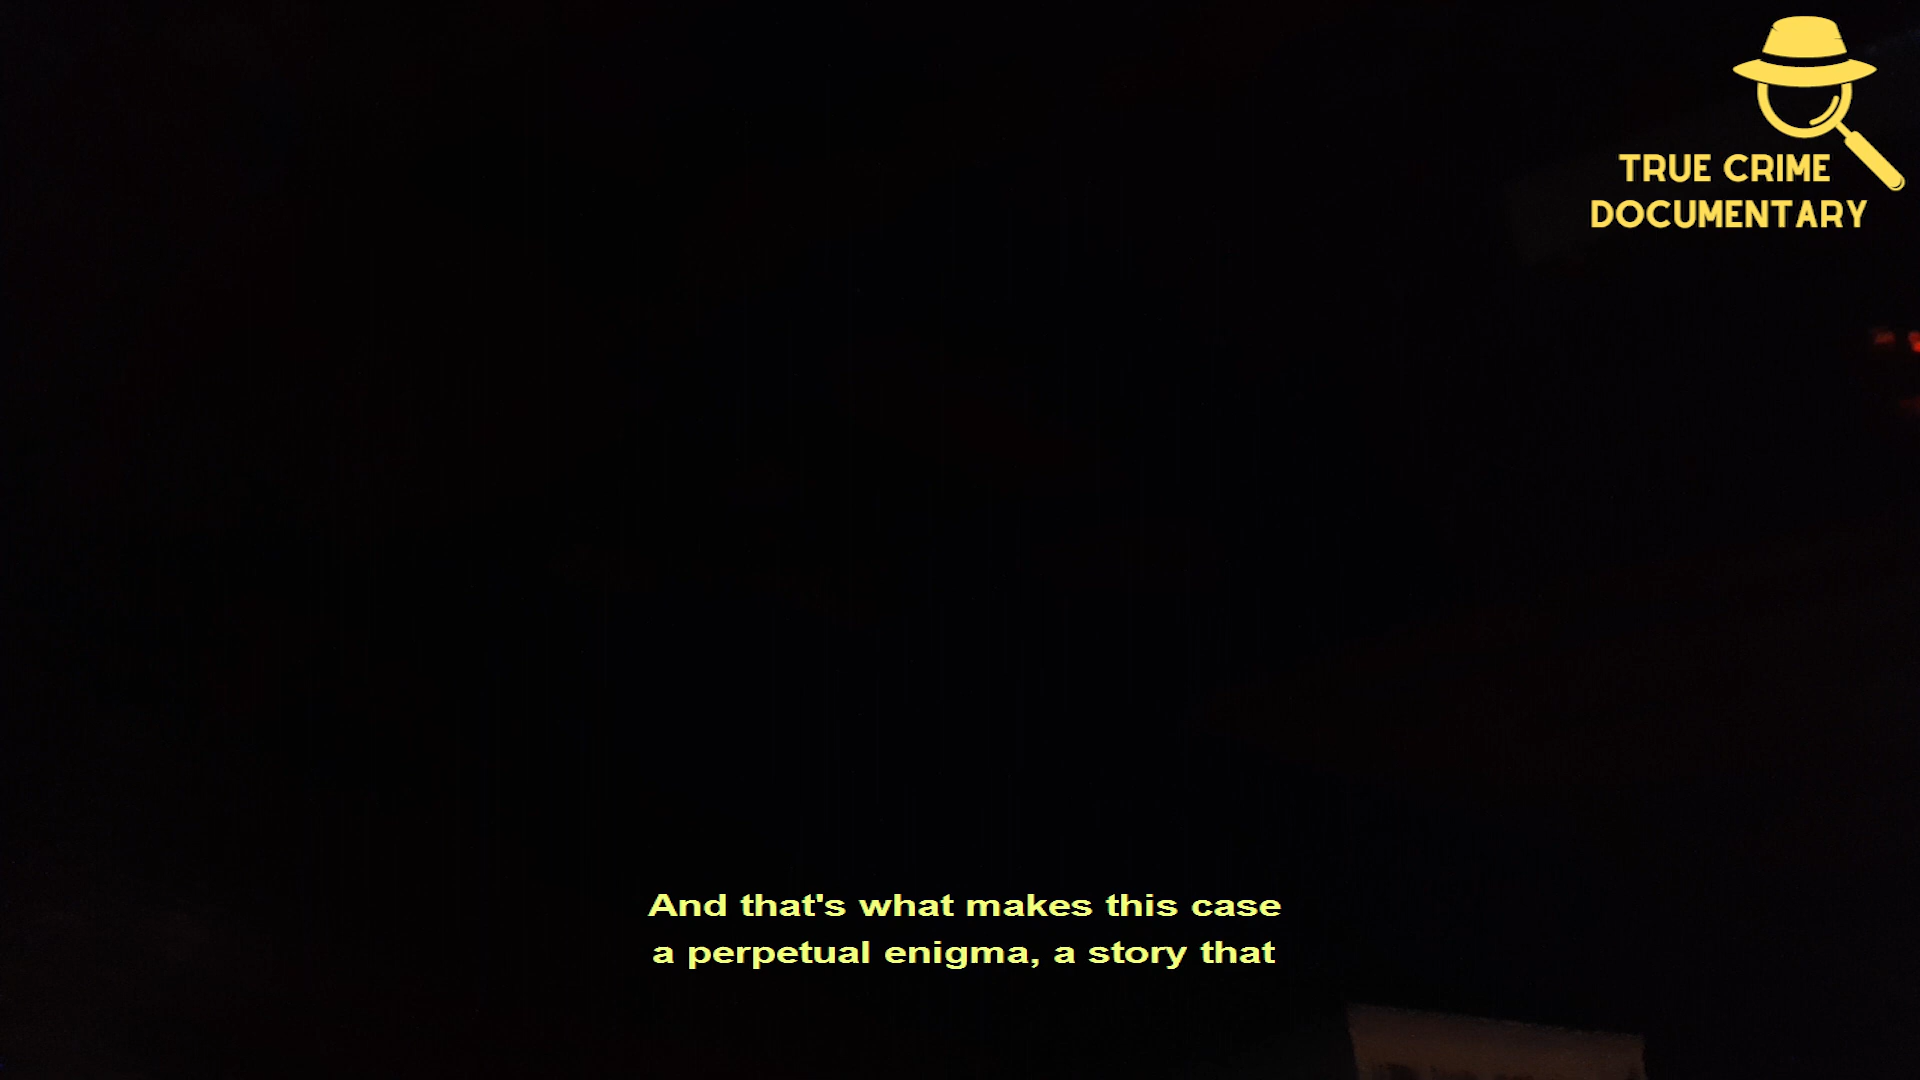 TRUE CRIME
DOCUMENTARY
And that's what makes this case
a perpetual enigma, a story that